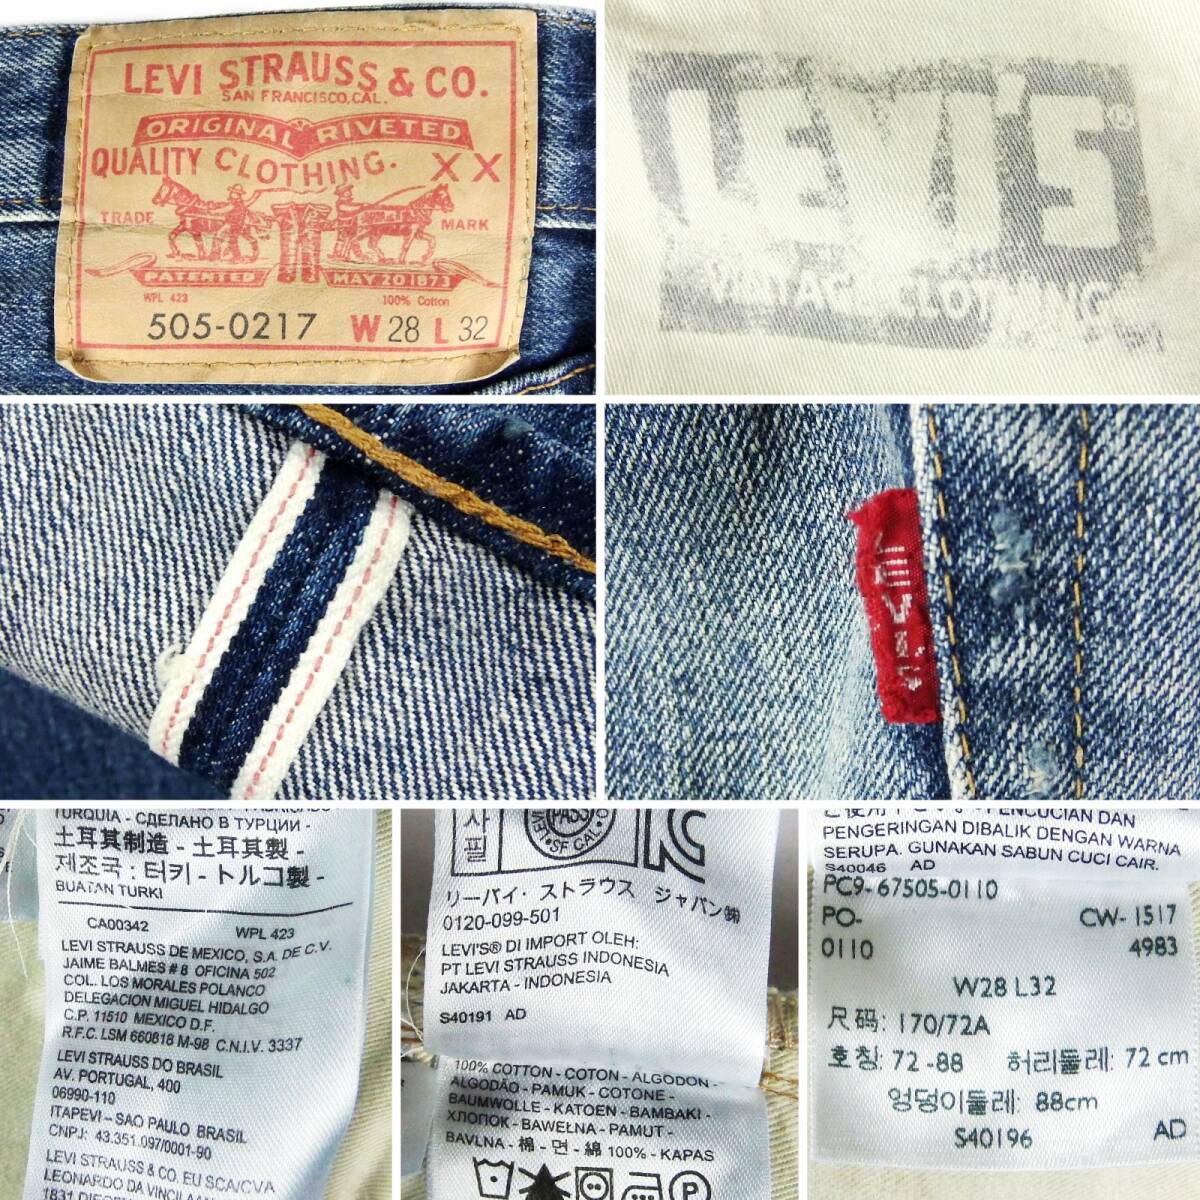 LEVI STRAUSS & CO.
SAN FRANCISCO, CAL.
ORIGINAL RIVETED
QUALITY CLOTHING. XX
TRADE MARK
PATENTED MAY 20 1873
WPL 423 100% Cotton
505-0217 W 28 L 32
LEVI'S®
VINTAGE CLOTHING
LEVI'S
TURQUIA - СДЕЛАНО В ТУРЦИИ -
土耳其制造 - 土耳其製 -
제조국 : 터키 - トルコ製 -
BUATAN TURKI
CA00342 WPL 423
LEVI STRAUSS DE MEXICO, S.A. DE C.V.
JAIME BALMES # 8 OFICINA 502
COL. LOS MORALES POLANCO
DELEGACION MIGUEL HIDALGO
C.P. 11510 MEXICO D.F.
R.F.C. LSM 660818 M-98 C.N.I.V. 3337
LEVI STRAUSS DO BRASIL
AV. PORTUGAL, 400
06990-110
ITAPEVI – SAO PAULO BRASIL
CNPJ: 43.351.097/0001-90
LEVI STRAUSS & CO. EU SCA/CVA
LEONARDO DA VINCILAAN
PASS
SF CAL.
リーバイ・ストラウス ジャパン㈱
0120-099-501
LEVI'S® DI IMPORT OLEH:
PT LEVI STRAUSS INDONESIA
JAKARTA - INDONESIA
S40191 AD
100% COTTON - COTON - ALGODON -
ALGODÃO - PAMUK - COTONE -
BAUMWOLLE - KATOEN - BAMBAKI -
ХЛОПОК - BAWEŁNA - PAMUT -
BAVLNA - 棉 - 면 - 綿 100% - KAPAS
P
PENCUCIAN DAN
PENGERINGAN DIBALIK DENGAN WARNA
SERUPA. GUNAKAN SABUN CUCI CAIR.
S40046 AD
PC9- 67505-0110
PO- CW- 1517
0110 4983
W28 L32
尺码: 170/72A
호칭: 72 -88 허리둘레: 72 cm
엉덩이둘레: 88cm
S40196 AD